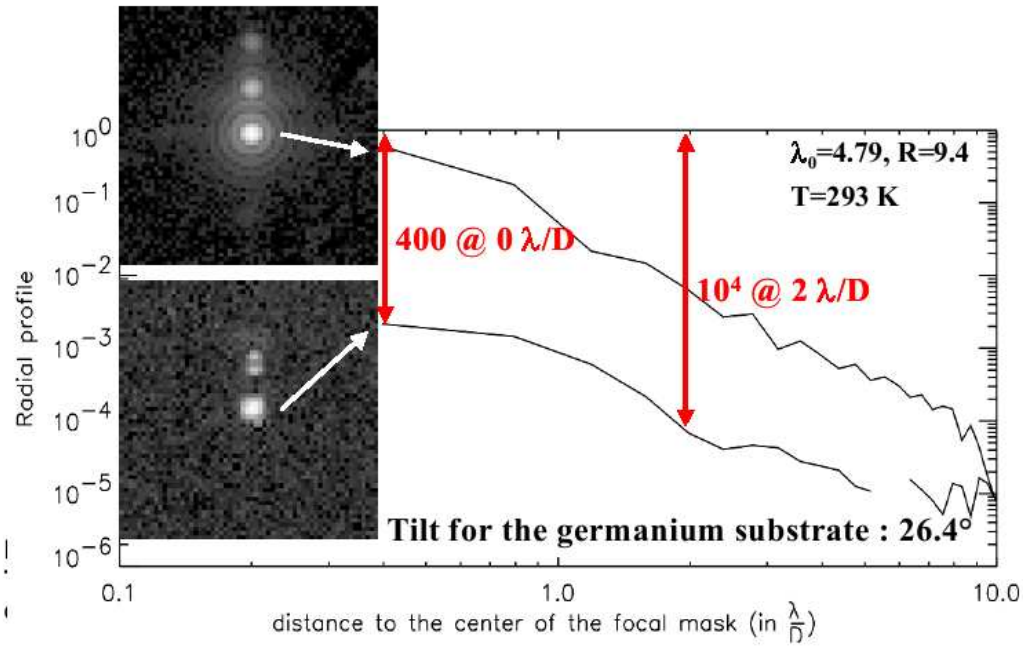 λ₀=4.79, R=9.4
T=293 K
400 @ 0 λ/D
10⁴ @ 2 λ/D
Tilt for the germanium substrate : 26.4°
Radial profile
10⁰
10⁻¹
10⁻²
10⁻³
10⁻⁴
10⁻⁵
10⁻⁶
0.1 1.0 10.0
distance to the center of the focal mask (in λ/D)